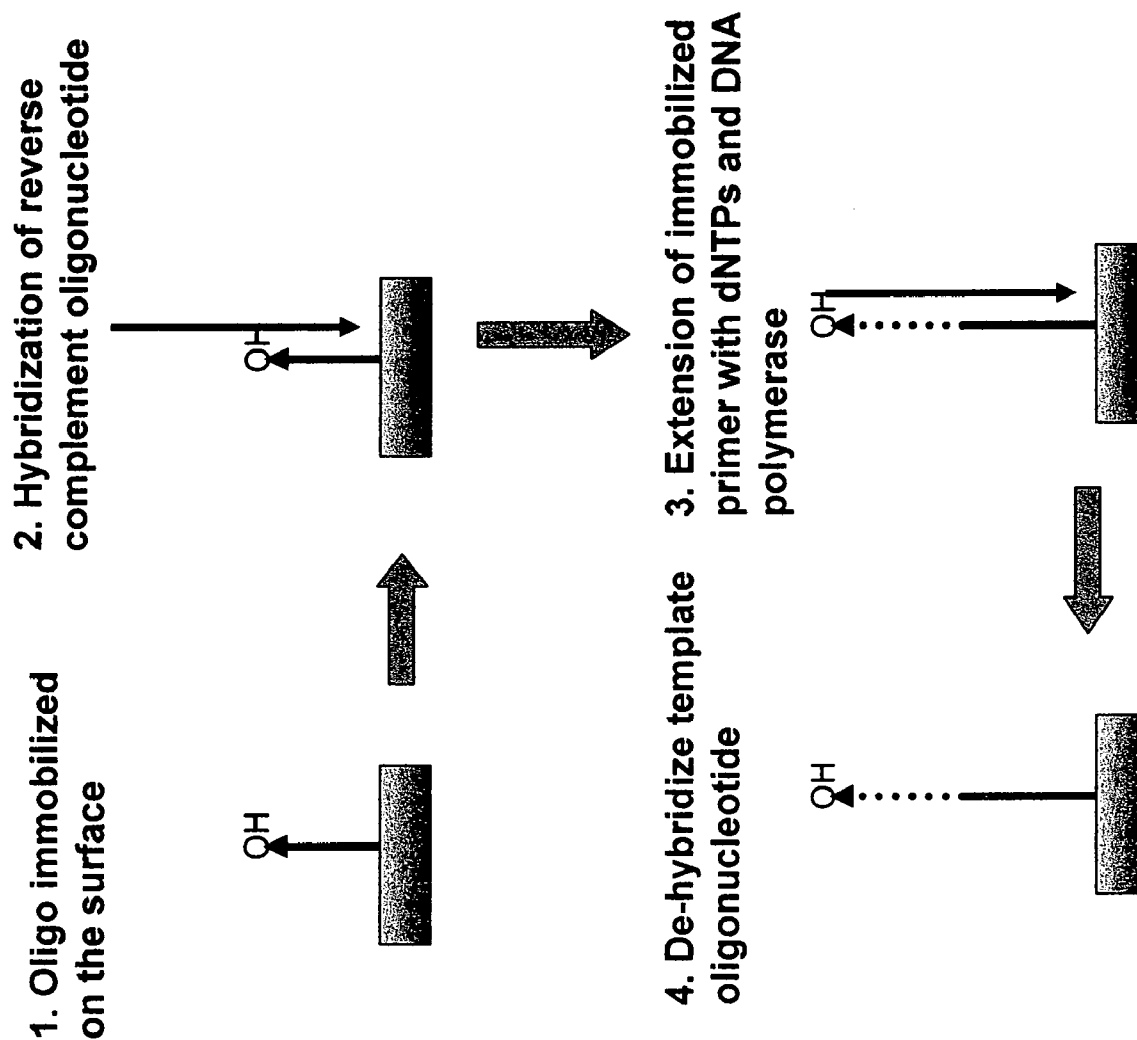 1. Oligo immobilized
on the surface
OH
2. Hybridization of reverse
complement oligonucleotide
OH
3. Extension of immobilized
primer with dNTPs and DNA
polymerase
OH
4. De-hybridize template
oligonucleotide
OH